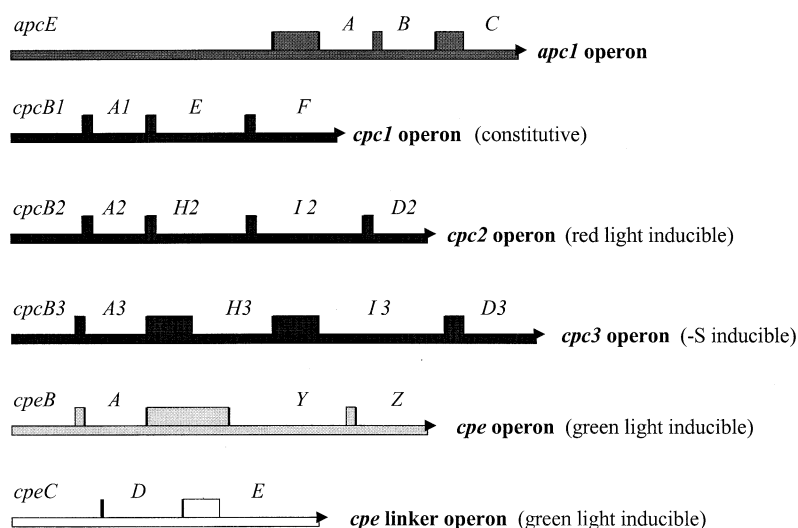 apcE A B C
apc1 operon
cpcB1 A1 E F
cpc1 operon (constitutive)
cpcB2 A2 H2 I 2 D2
cpc2 operon (red light inducible)
cpcB3 A3 H3 I 3 D3
cpc3 operon (-S inducible)
cpeB A Y Z
cpe operon (green light inducible)
cpeC D E
cpe linker operon (green light inducible)